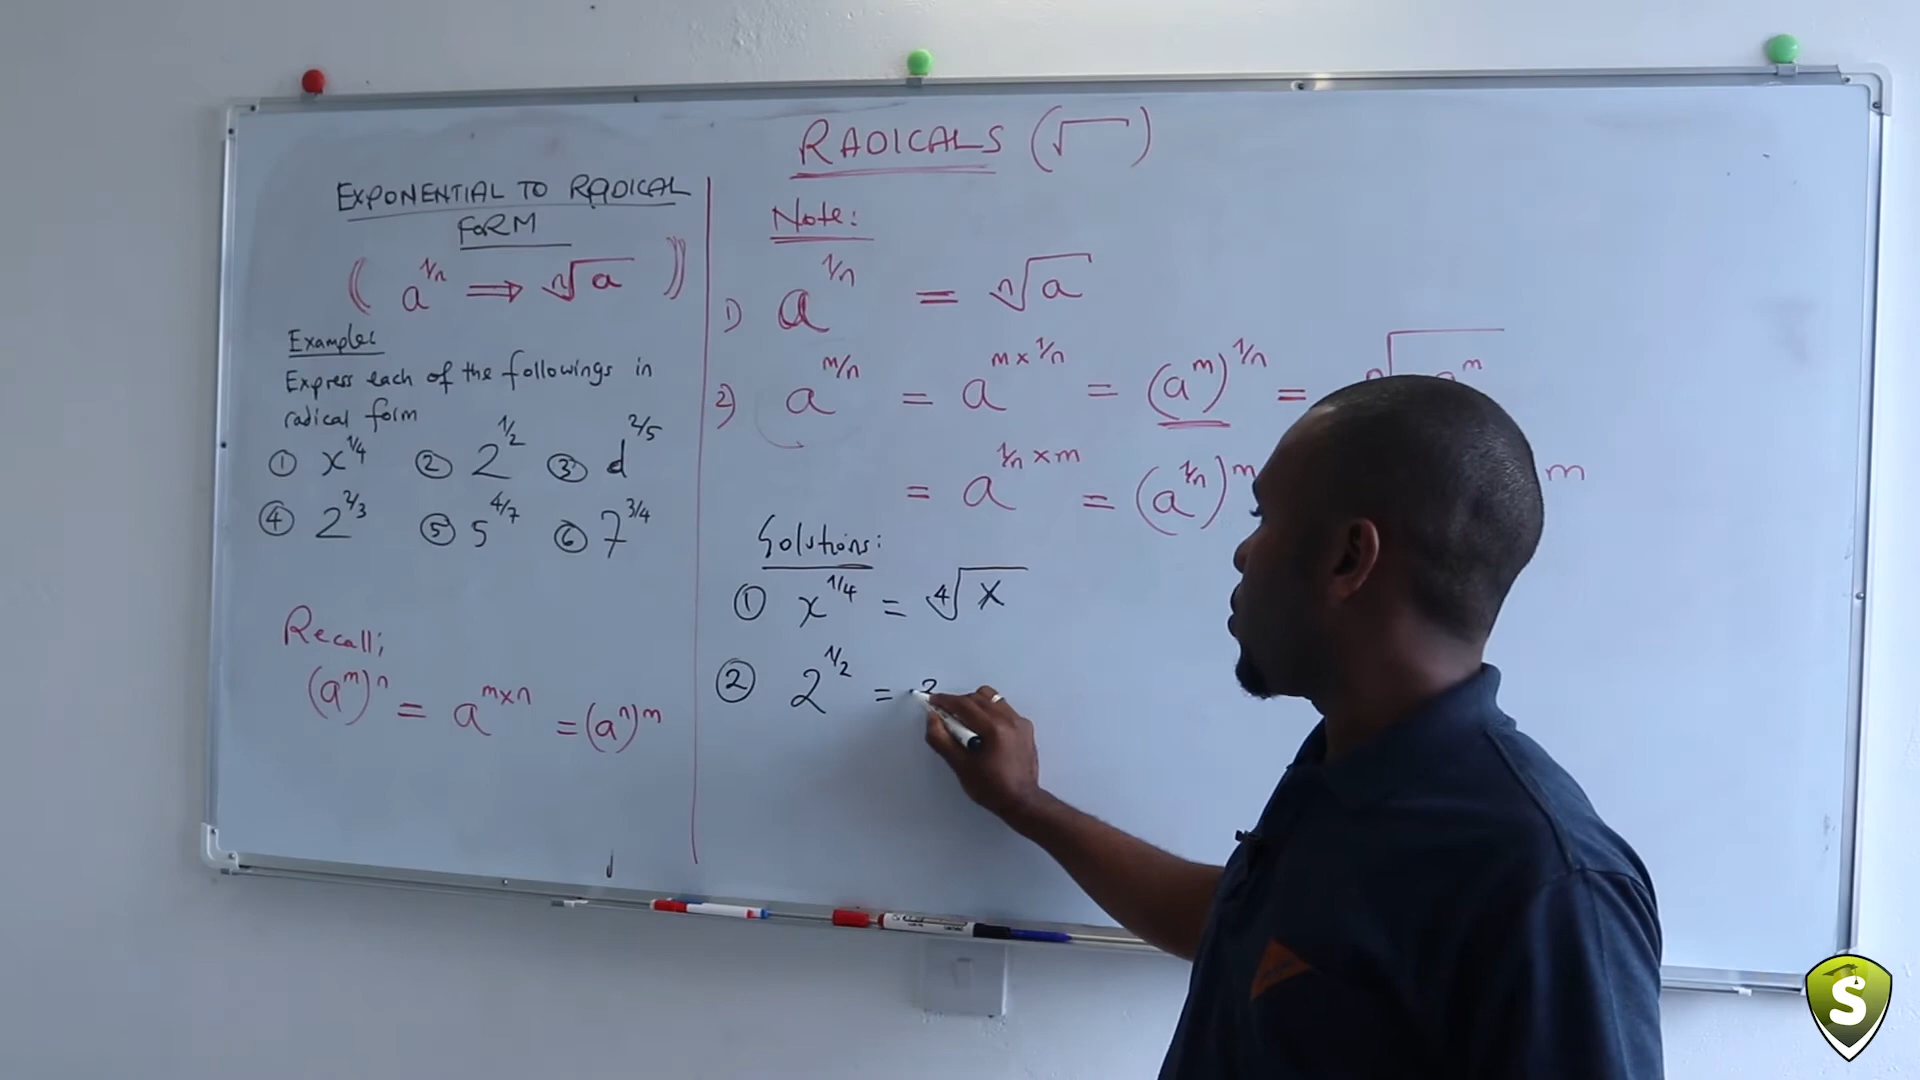 RADICALS (√ )
EXPONENTIAL TO RADICAL
FORM
(( a^1/n ⟹ ⁿ√a ))
Example:
Express each of the followings in
radical form
① x^1/4 ② 2^1/2 ③ d^2/5
④ 2^2/3 ⑤ 5^4/7 ⑥ 7^3/4
Recall;
(a^m)^n = a^m×n = (a^n)^m
Note:
1) a^1/n = ⁿ√a
2) a^m/n = a^m×1/n = (a^m)^1/n = √a^m
= a^1/n×m = (a^1/n)^m m
Solutions:
① x^1/4 = ⁴√x
② 2^1/2 = 2
S